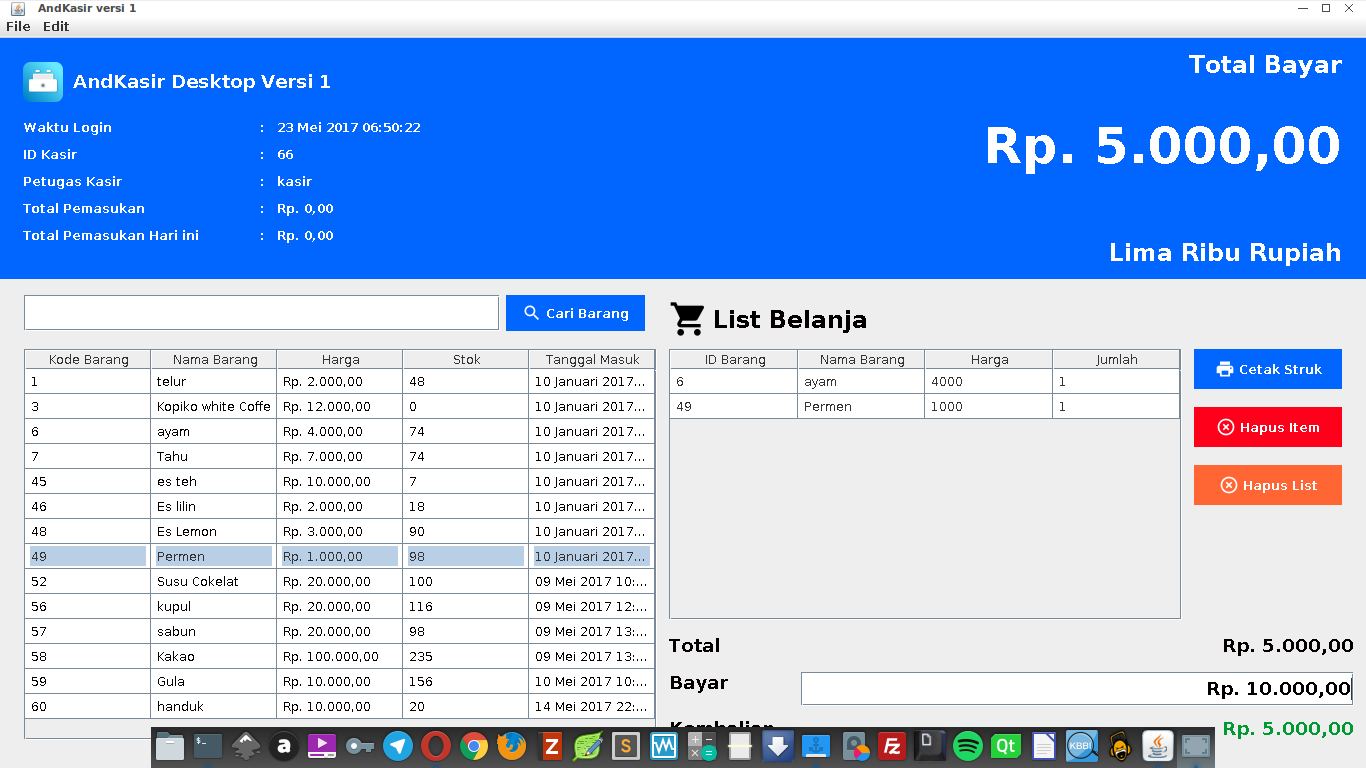 AndKasir versi 1
File Edit
AndKasir Desktop Versi 1
Waktu Login : 23 Mei 2017 06:50:22
ID Kasir : 66
Petugas Kasir : kasir
Total Pemasukan : Rp. 0,00
Total Pemasukan Hari ini : Rp. 0,00
Total Bayar
Rp. 5.000,00
Lima Ribu Rupiah
Cari Barang
Kode Barang Nama Barang Harga Stok Tanggal Masuk
1 telur Rp. 2.000,00 48 10 Januari 2017...
3 Kopiko white Coffe Rp. 12.000,00 0 10 Januari 2017...
6 ayam Rp. 4.000,00 74 10 Januari 2017...
7 Tahu Rp. 7.000,00 74 10 Januari 2017...
45 es teh Rp. 10.000,00 7 10 Januari 2017...
46 Es lilin Rp. 2.000,00 18 10 Januari 2017...
48 Es Lemon Rp. 3.000,00 90 10 Januari 2017...
49 Permen Rp. 1.000,00 98 10 Januari 2017...
52 Susu Cokelat Rp. 20.000,00 100 09 Mei 2017 10:...
56 kupul Rp. 20.000,00 116 09 Mei 2017 12:...
57 sabun Rp. 20.000,00 98 09 Mei 2017 13:...
58 Kakao Rp. 100.000,00 235 09 Mei 2017 13:...
59 Gula Rp. 10.000,00 156 10 Mei 2017 10:...
60 handuk Rp. 10.000,00 20 14 Mei 2017 22:...
List Belanja
ID Barang Nama Barang Harga Jumlah
6 ayam 4000 1
49 Permen 1000 1
Cetak Struk
Hapus Item
Hapus List
Total Rp. 5.000,00
Bayar Rp. 10.000,00
Kembalian Rp. 5.000,00
a Z S Fz D Qt KBBI